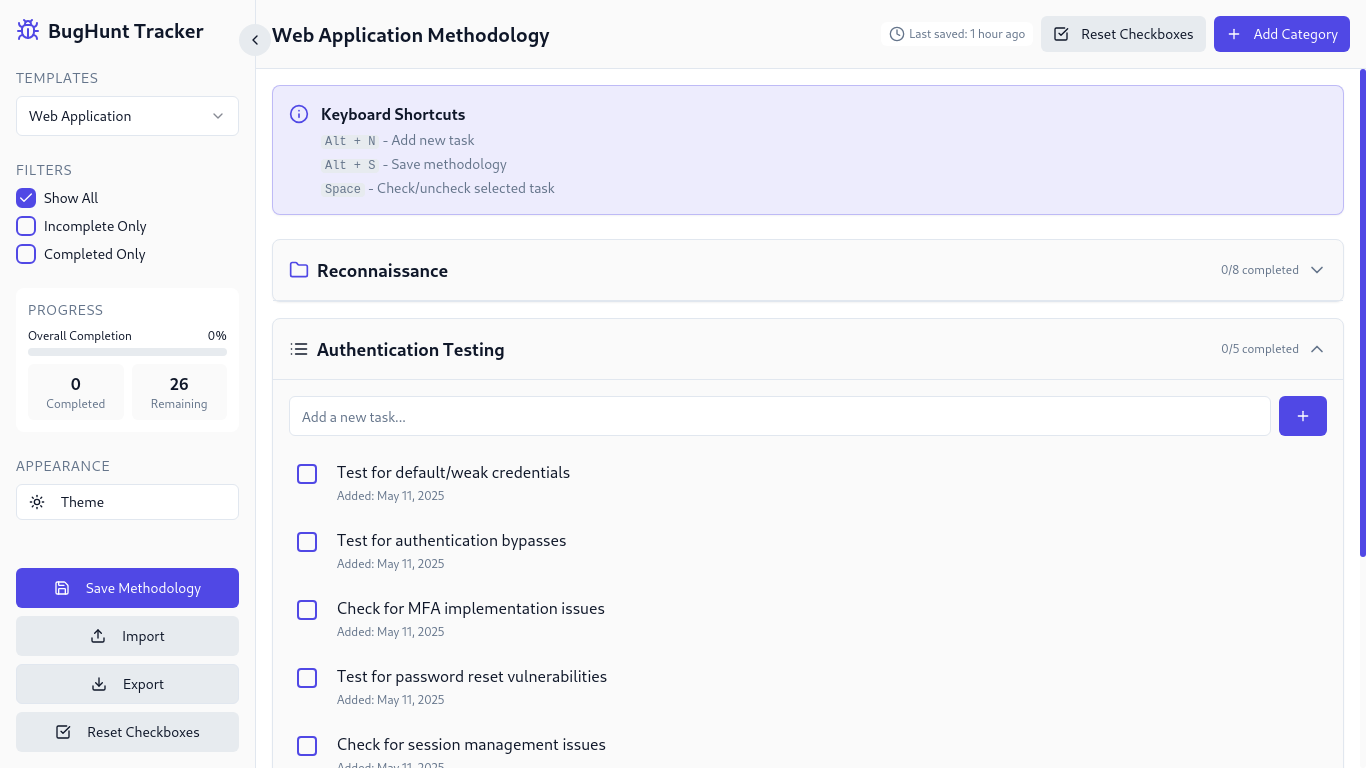 BugHunt Tracker
TEMPLATES
Web Application
FILTERS
Show All
Incomplete Only
Completed Only
PROGRESS
Overall Completion 0%
0 26
Completed Remaining
APPEARANCE
Theme
Save Methodology
Import
Export
Reset Checkboxes
Web Application Methodology
Last saved: 1 hour ago
Reset Checkboxes
Add Category
Keyboard Shortcuts
Alt + N - Add new task
Alt + S - Save methodology
Space - Check/uncheck selected task
Reconnaissance 0/8 completed
Authentication Testing 0/5 completed
Add a new task...
Test for default/weak credentials
Added: May 11, 2025
Test for authentication bypasses
Added: May 11, 2025
Check for MFA implementation issues
Added: May 11, 2025
Test for password reset vulnerabilities
Added: May 11, 2025
Check for session management issues
Added: May 11, 2025